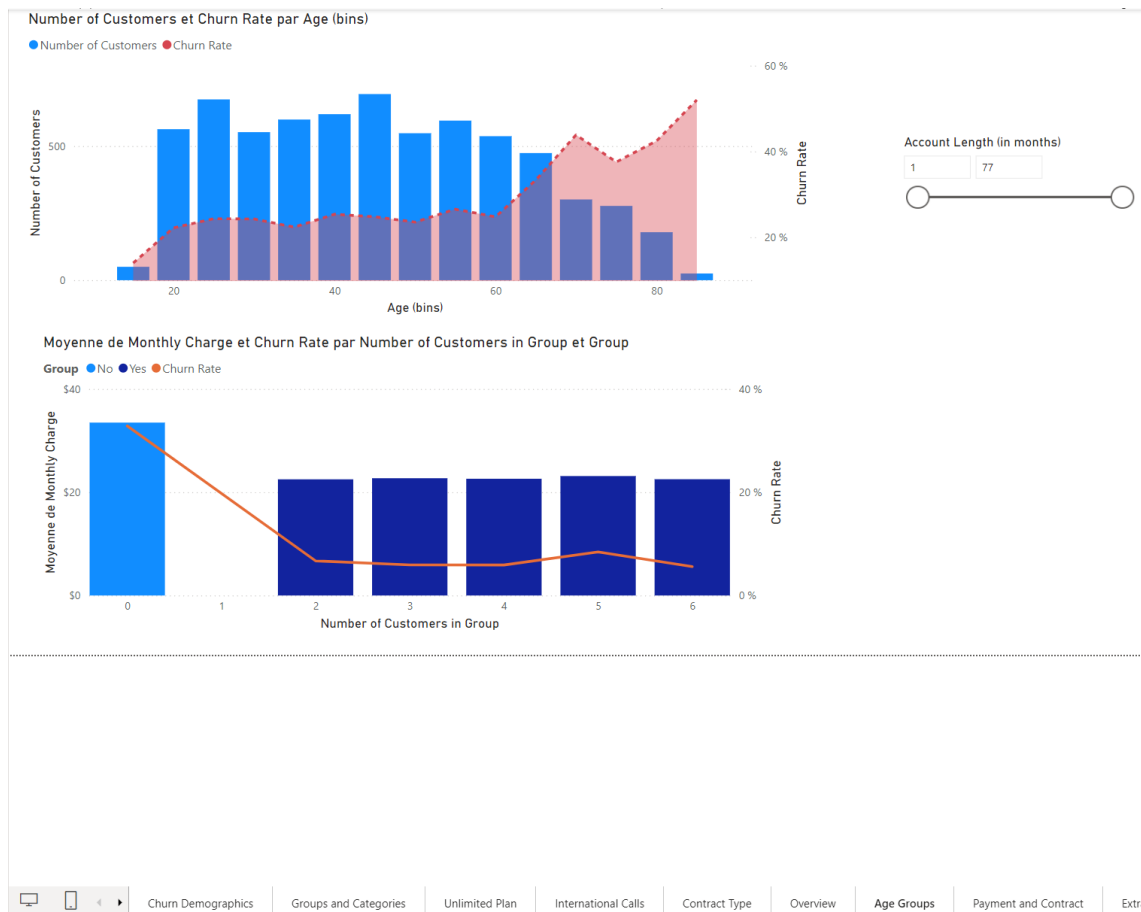 Number of Customers et Churn Rate par Age (bins)
Number of Customers Churn Rate
60 %
500
40 %
20 %
0
Number of Customers
Churn Rate
20 40 60 80
Age (bins)
Account Length (in months)
1 77
Moyenne de Monthly Charge et Churn Rate par Number of Customers in Group et Group
Group No Yes Churn Rate
$40 40 %
$20 20 %
$0 0 %
Moyenne de Monthly Charge
Churn Rate
0 1 2 3 4 5 6
Number of Customers in Group
Churn Demographics Groups and Categories Unlimited Plan International Calls Contract Type Overview Age Groups Payment and Contract Extr